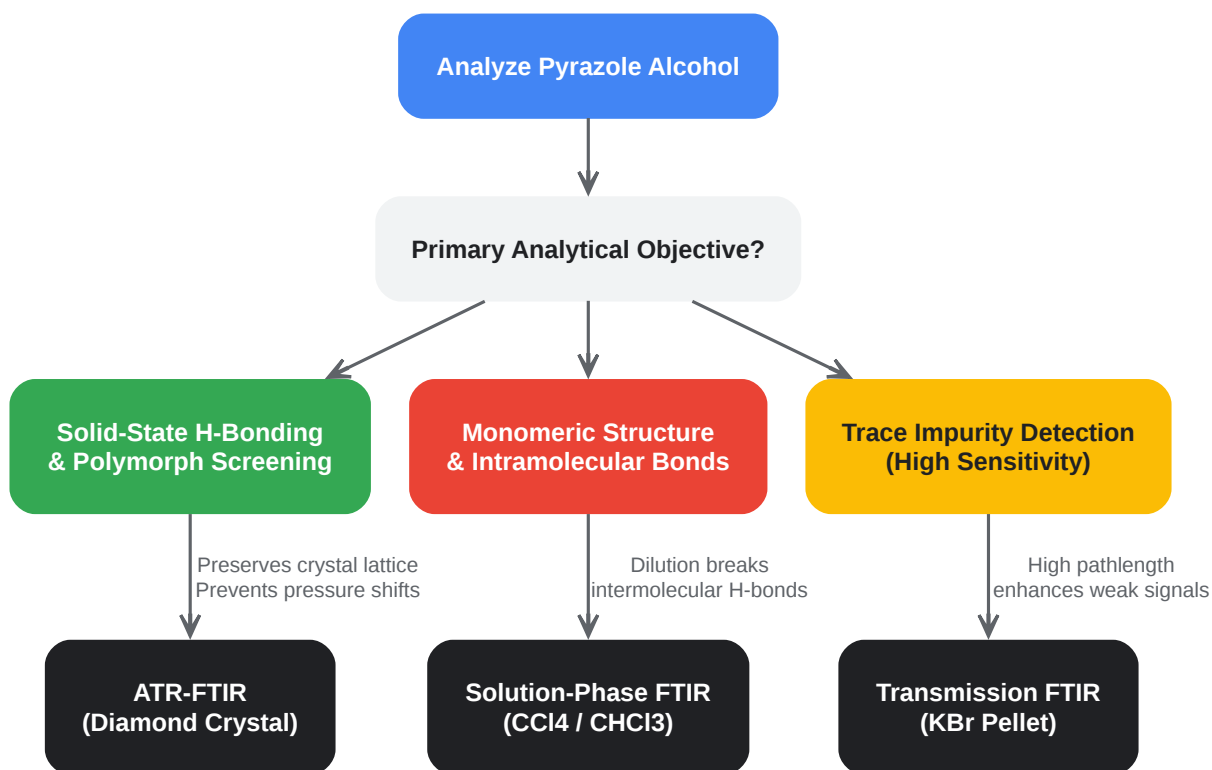 Analyze Pyrazole Alcohol
Primary Analytical Objective?
Solid-State H-Bonding
& Polymorph Screening
Monomeric Structure
& Intramolecular Bonds
Trace Impurity Detection
(High Sensitivity)
Preserves crystal lattice
Prevents pressure shifts
Dilution breaks
intermolecular H-bonds
High pathlength
enhances weak signals
ATR-FTIR
(Diamond Crystal)
Solution-Phase FTIR
(CCl4 / CHCl3)
Transmission FTIR
(KBr Pellet)